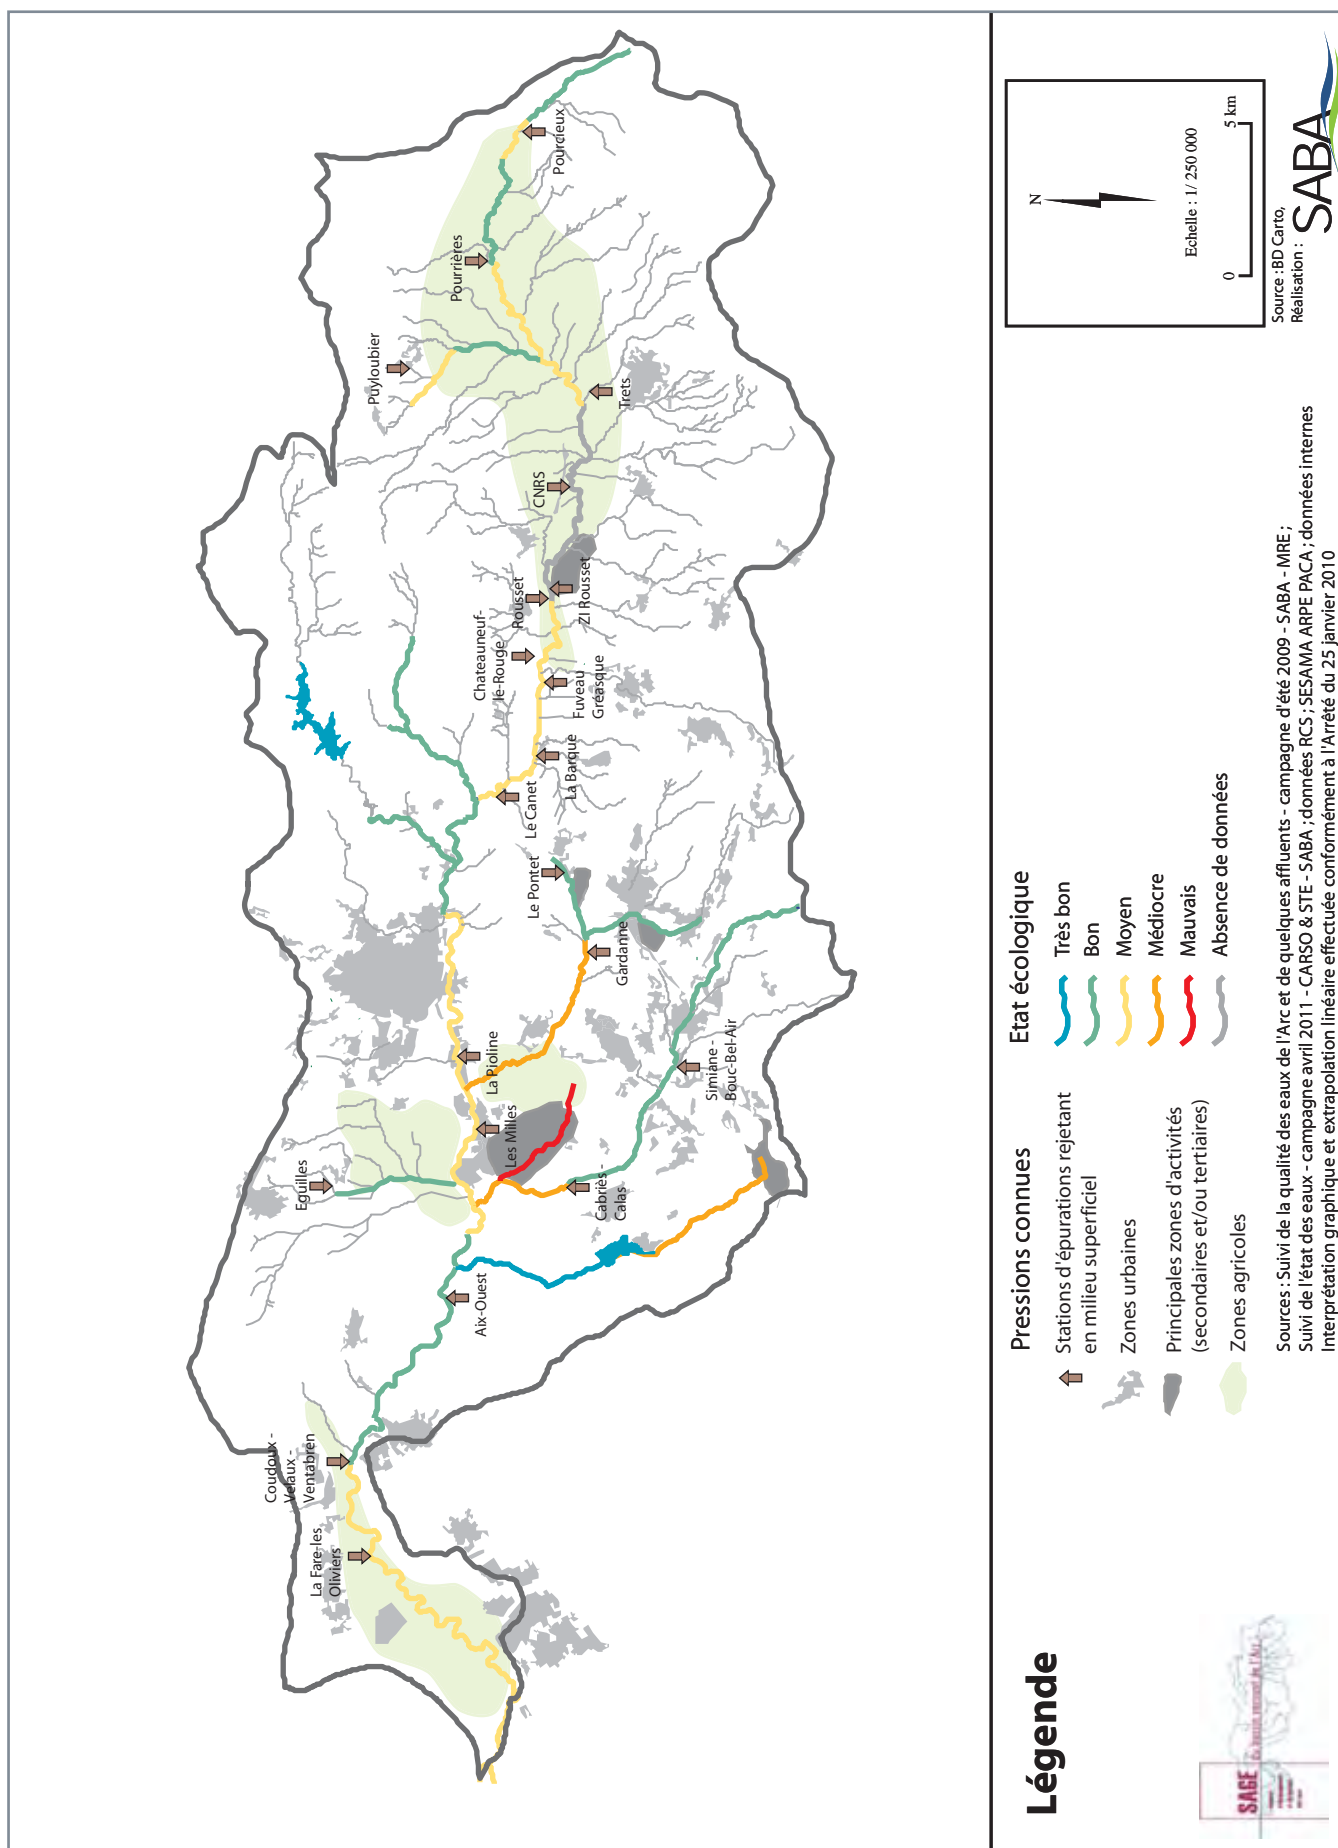 Pourcieux
Pourrières
Puyloubier
Trets
CNRS
Rousset
ZI Rousset
Chateauneuf-
le-Rouge
Fuveau
Gréasque
La Barque
Le Canet
Le Pontet
Gardanne
La Pioline
Simiane -
Bouc-Bel-Air
Les Milles
Eguilles
Cabriès -
Calas
Aix-Ouest
Coudoux -
Velaux -
Ventabren
La Fare-les
Oliviers
Légende
Pressions connues
Stations d'épurations rejetant
en milieu superficiel
Zones urbaines
Principales zones d'activités
(secondaires et/ou tertiaires)
Zones agricoles
Etat écologique
Très bon
Bon
Moyen
Médiocre
Mauvais
Absence de données
N
Echelle : 1/ 250 000
0 5 km
Source : BD Carto,
Réalisation :
SABA
Sources : Suivi de la qualité des eaux de l'Arc et de quelques affluents - campagne d'été 2009 - SABA - MRE ;
Suivi de l'état des eaux - campagne avril 2011 - CARSO & STE - SABA ; données RCS ; SESAMA ARPE PACA ; données internes
Interprétation graphique et extrapolation linéaire effectuée conformément à l'Arrêté du 25 janvier 2010
SAGE
du bassin versant de l'Arc